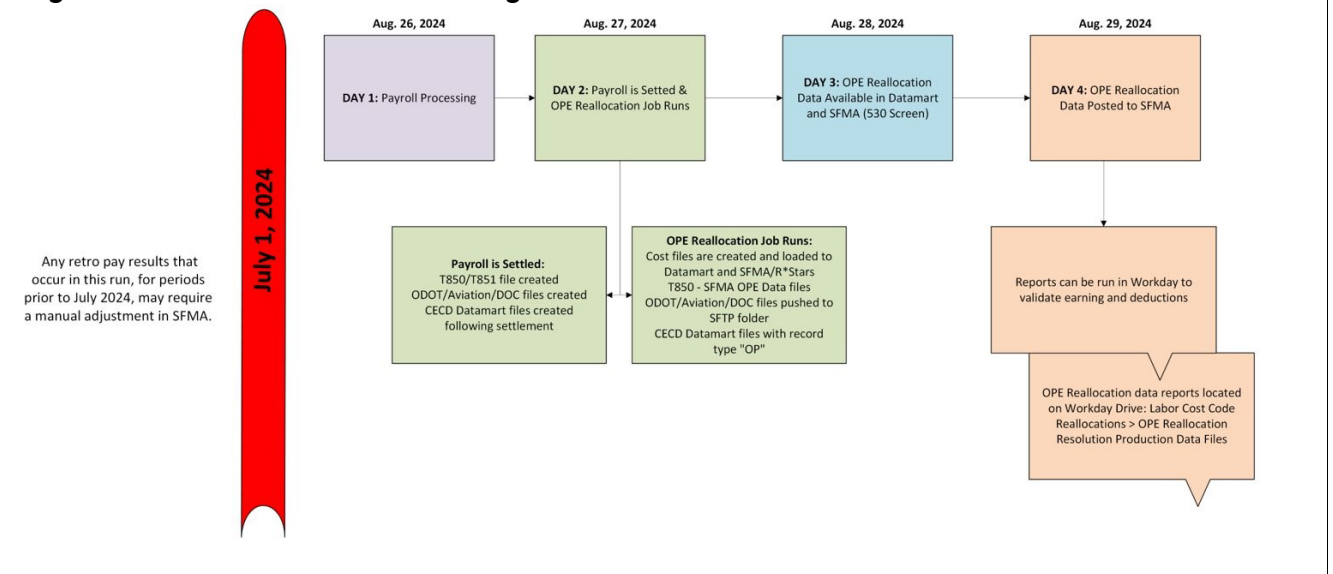 Aug. 26, 2024
Aug. 27, 2024
Aug. 28, 2024
Aug. 29, 2024
DAY 1: Payroll Processing
DAY 2: Payroll is Setted &
OPE Reallocation Job Runs
DAY 3: OPE Reallocation
Data Available in Datamart
and SFMA (530 Screen)
DAY 4: OPE Reallocation
Data Posted to SFMA
July 1, 2024
Any retro pay results that
occur in this run, for periods
prior to July 2024, may require
a manual adjustment in SFMA.
Payroll is Settled:
T850/T851 file created
ODOT/Aviation/DOC files created
CECD Datamart files created
following settlement
OPE Reallocation Job Runs:
Cost files are created and loaded to
Datamart and SFMA/R*Stars
T850 - SFMA OPE Data files
ODOT/Aviation/DOC files pushed to
SFTP folder
CECD Datamart files with record
type "OP"
Reports can be run in Workday to
validate earning and deductions
OPE Reallocation data reports located
on Workday Drive: Labor Cost Code
Reallocations > OPE Reallocation
Resolution Production Data Files